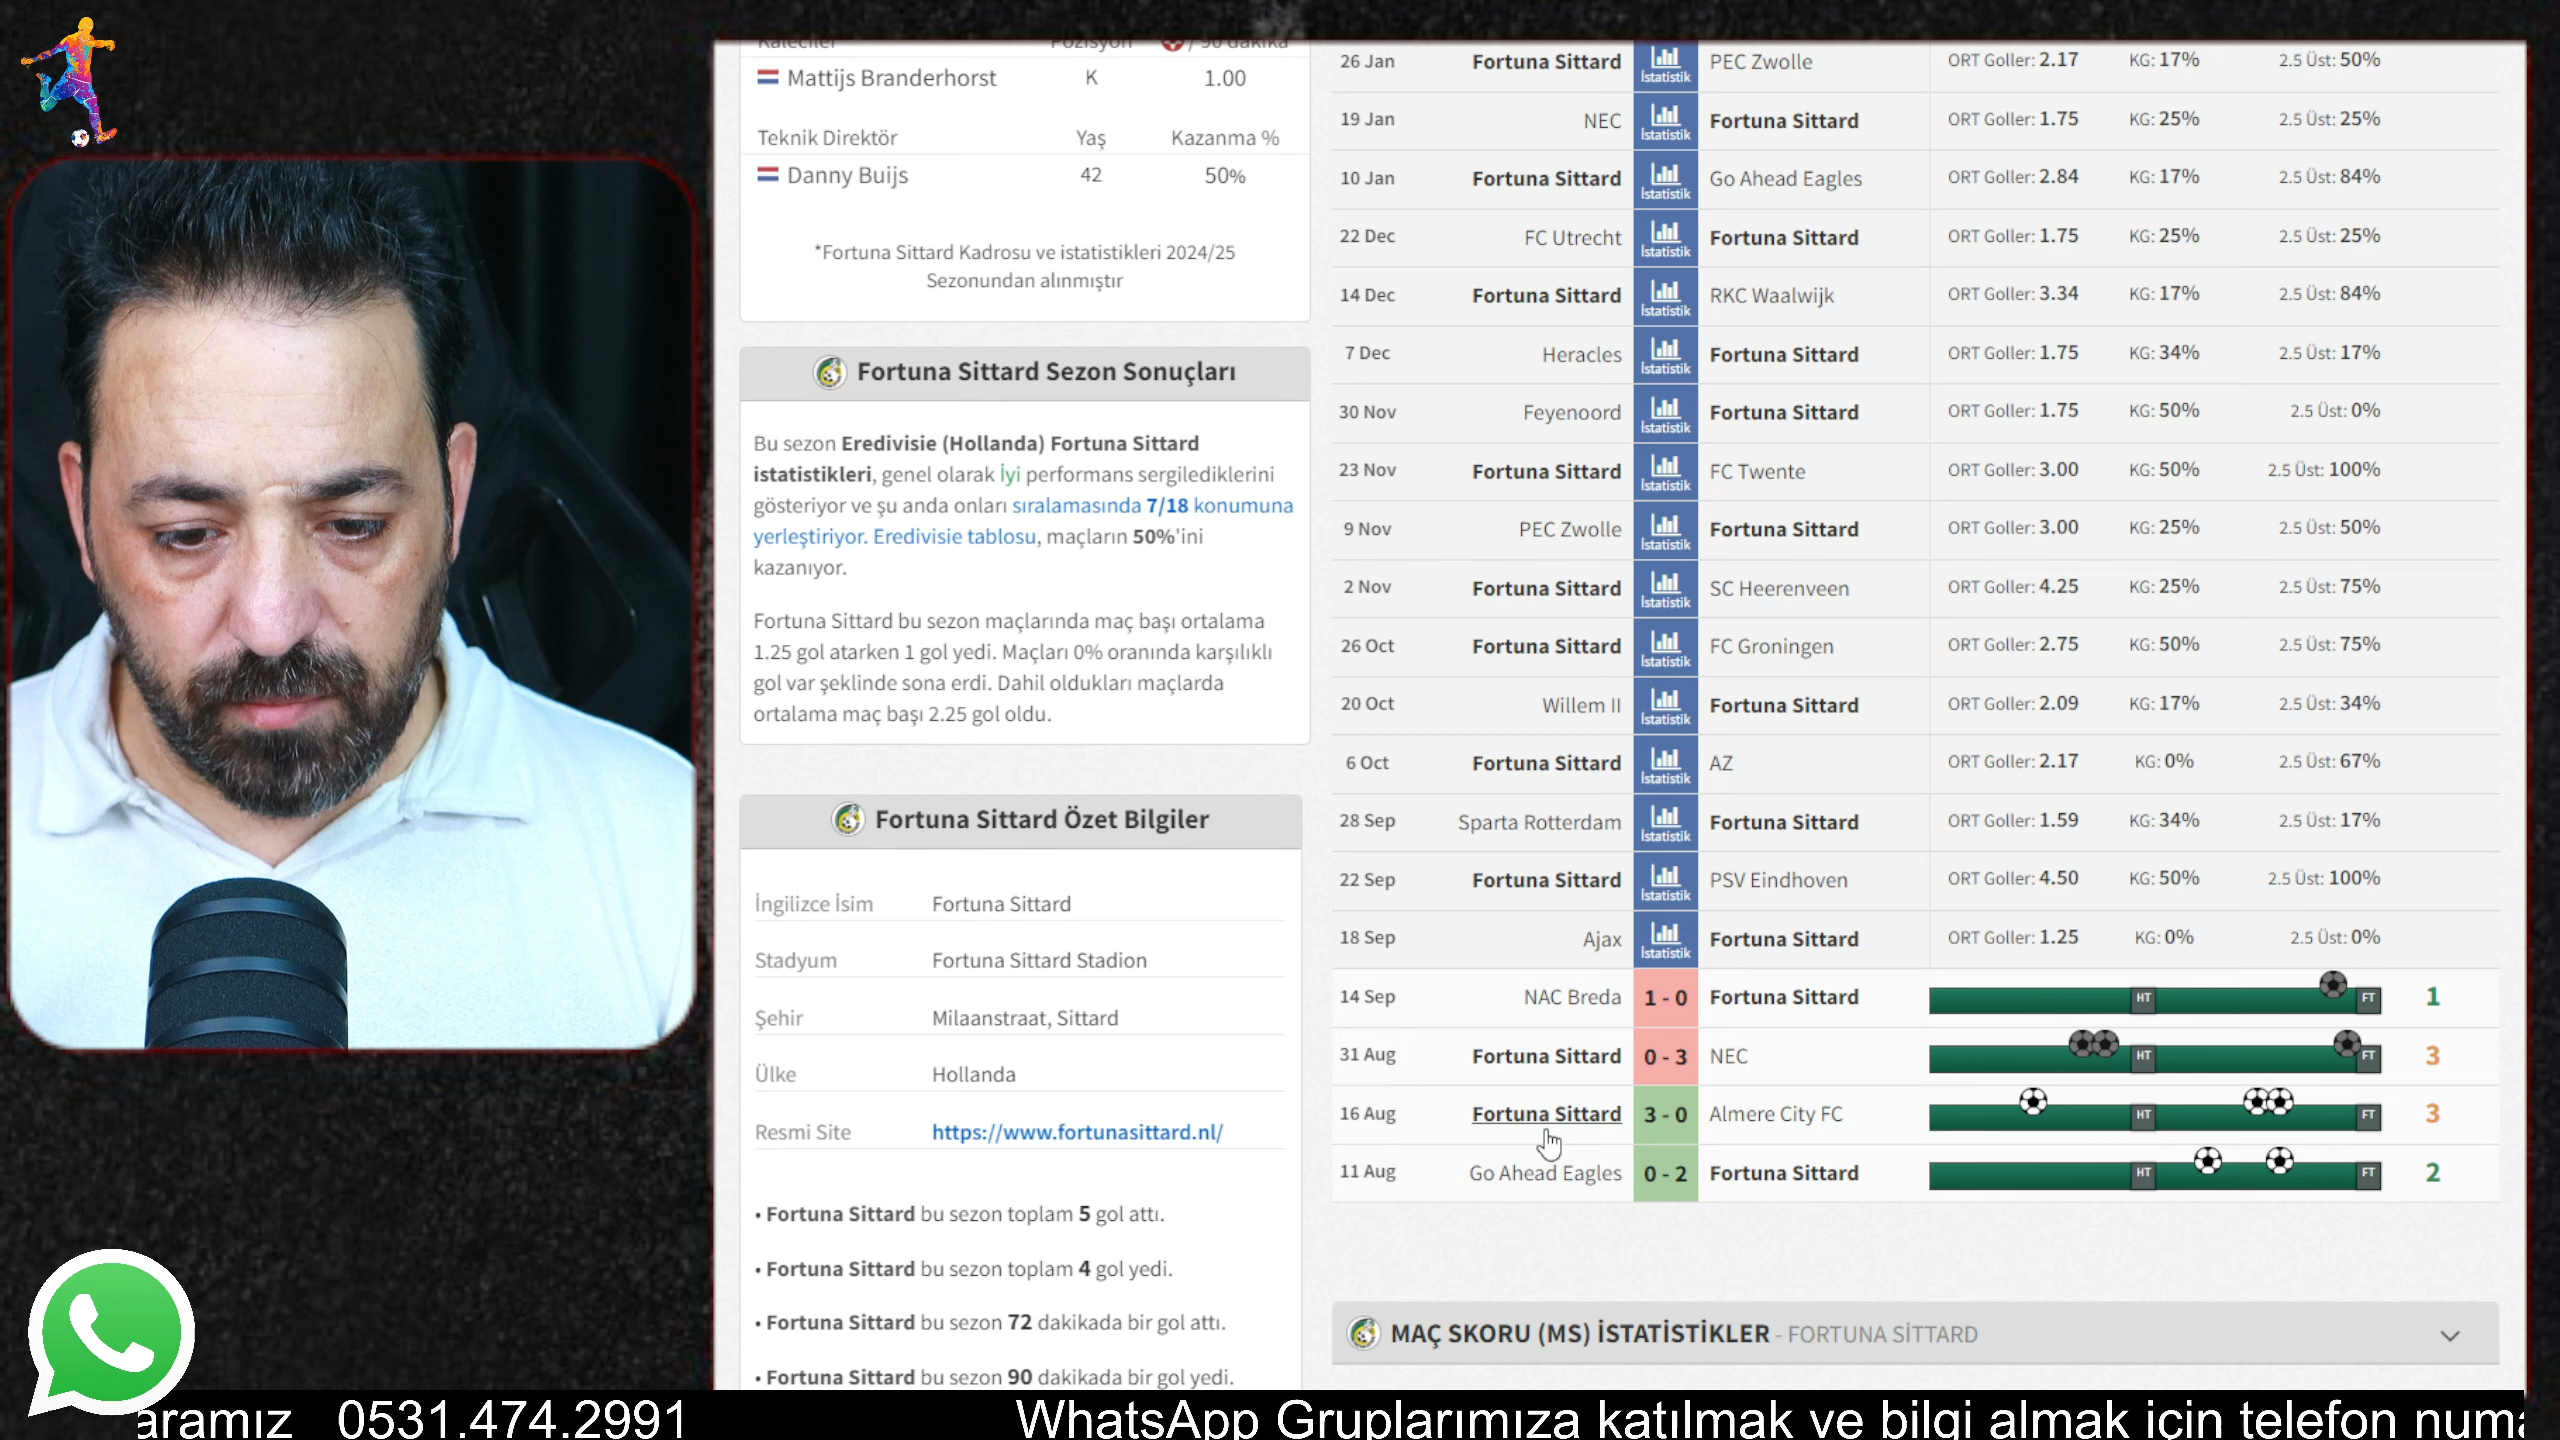 Kaleciler Pozisyon / 90 dakika
Mattijs Branderhorst K 1.00
Teknik Direktör Yaş Kazanma %
Danny Buijs 42 50%
*Fortuna Sittard Kadrosu ve istatistikleri 2024/25
Sezonundan alınmıştır
Fortuna Sittard Sezon Sonuçları
Bu sezon Eredivisie (Hollanda) Fortuna Sittard
istatistikleri, genel olarak İyi performans sergilediklerini
gösteriyor ve şu anda onları sıralamasında 7/18 konumuna
yerleştiriyor. Eredivisie tablosu, maçların 50%'ini
kazanıyor.
Fortuna Sittard bu sezon maçlarında maç başı ortalama
1.25 gol atarken 1 gol yedi. Maçları 0% oranında karşılıklı
gol var şeklinde sona erdi. Dahil oldukları maçlarda
ortalama maç başı 2.25 gol oldu.
Fortuna Sittard Özet Bilgiler
İngilizce İsim Fortuna Sittard
Stadyum Fortuna Sittard Stadion
Şehir Milaanstraat, Sittard
Ülke Hollanda
Resmi Site https://www.fortunasittard.nl/
• Fortuna Sittard bu sezon toplam 5 gol attı.
• Fortuna Sittard bu sezon toplam 4 gol yedi.
• Fortuna Sittard bu sezon 72 dakikada bir gol attı.
• Fortuna Sittard bu sezon 90 dakikada bir gol yedi.
26 Jan Fortuna Sittard İstatistik PEC Zwolle ORT Goller: 2.17 KG: 17% 2.5 Üst: 50%
19 Jan NEC İstatistik Fortuna Sittard ORT Goller: 1.75 KG: 25% 2.5 Üst: 25%
10 Jan Fortuna Sittard İstatistik Go Ahead Eagles ORT Goller: 2.84 KG: 17% 2.5 Üst: 84%
22 Dec FC Utrecht İstatistik Fortuna Sittard ORT Goller: 1.75 KG: 25% 2.5 Üst: 25%
14 Dec Fortuna Sittard İstatistik RKC Waalwijk ORT Goller: 3.34 KG: 17% 2.5 Üst: 84%
7 Dec Heracles İstatistik Fortuna Sittard ORT Goller: 1.75 KG: 34% 2.5 Üst: 17%
30 Nov Feyenoord İstatistik Fortuna Sittard ORT Goller: 1.75 KG: 50% 2.5 Üst: 0%
23 Nov Fortuna Sittard İstatistik FC Twente ORT Goller: 3.00 KG: 50% 2.5 Üst: 100%
9 Nov PEC Zwolle İstatistik Fortuna Sittard ORT Goller: 3.00 KG: 25% 2.5 Üst: 50%
2 Nov Fortuna Sittard İstatistik SC Heerenveen ORT Goller: 4.25 KG: 25% 2.5 Üst: 75%
26 Oct Fortuna Sittard İstatistik FC Groningen ORT Goller: 2.75 KG: 50% 2.5 Üst: 75%
20 Oct Willem II İstatistik Fortuna Sittard ORT Goller: 2.09 KG: 17% 2.5 Üst: 34%
6 Oct Fortuna Sittard İstatistik AZ ORT Goller: 2.17 KG: 0% 2.5 Üst: 67%
28 Sep Sparta Rotterdam İstatistik Fortuna Sittard ORT Goller: 1.59 KG: 34% 2.5 Üst: 17%
22 Sep Fortuna Sittard İstatistik PSV Eindhoven ORT Goller: 4.50 KG: 50% 2.5 Üst: 100%
18 Sep Ajax İstatistik Fortuna Sittard ORT Goller: 1.25 KG: 0% 2.5 Üst: 0%
14 Sep NAC Breda 1 - 0 Fortuna Sittard HT FT 1
31 Aug Fortuna Sittard 0 - 3 NEC HT FT 3
16 Aug Fortuna Sittard 3 - 0 Almere City FC HT FT 3
11 Aug Go Ahead Eagles 0 - 2 Fortuna Sittard HT FT 2
MAÇ SKORU (MS) İSTATİSTİKLER - FORTUNA SİTTARD
aramız 0531.474.2991 WhatsApp Gruplarımıza katılmak ve bilgi almak için telefon numa